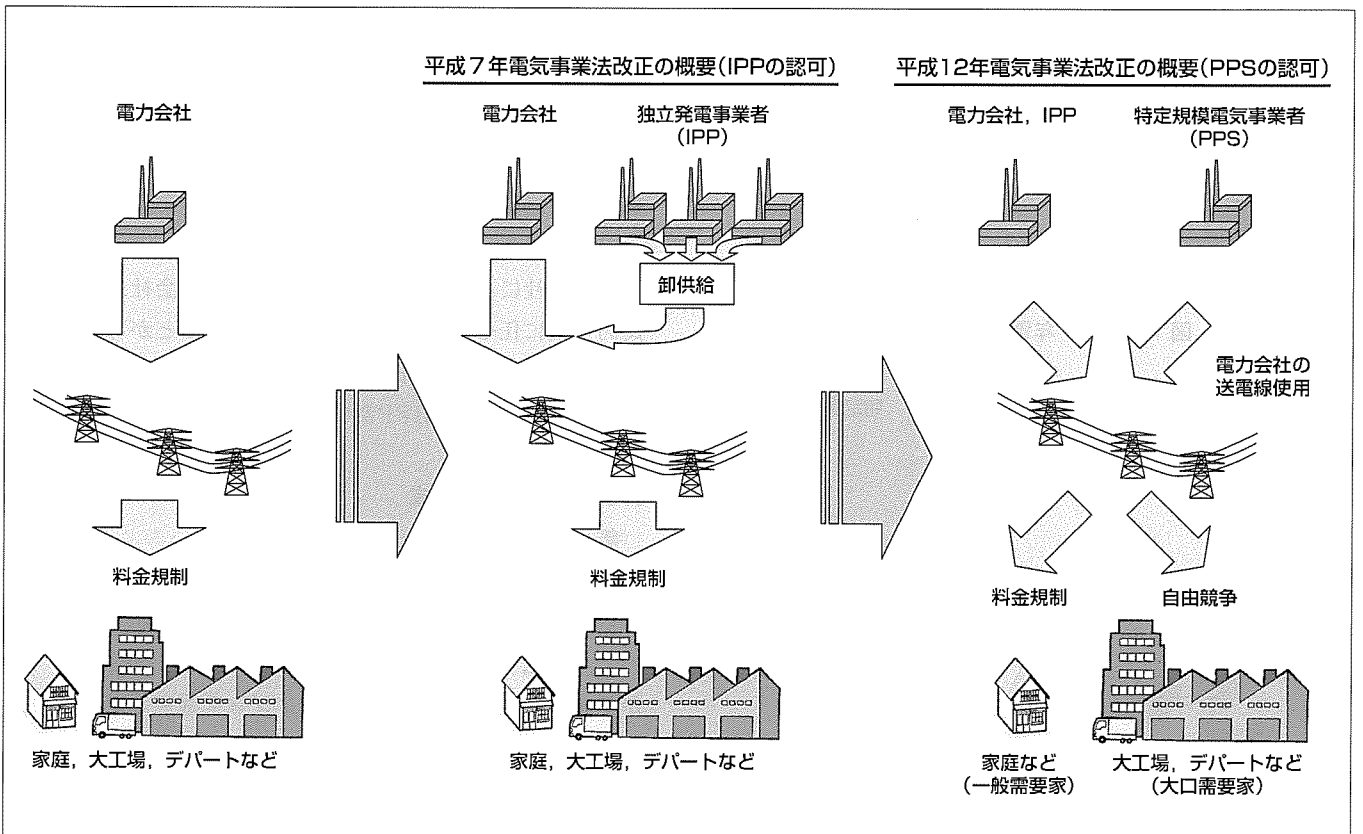 電力会社
料金規制
家庭，大工場，デパートなど
平成7年電気事業法改正の概要(IPPの認可)
電力会社
独立発電事業者
(IPP)
卸供給
料金規制
家庭，大工場，デパートなど
平成12年電気事業法改正の概要(PPSの認可)
電力会社，IPP
特定規模電気事業者
(PPS)
電力会社の
送電線使用
料金規制
自由競争
家庭など
(一般需要家)
大工場，デパートなど
(大口需要家)